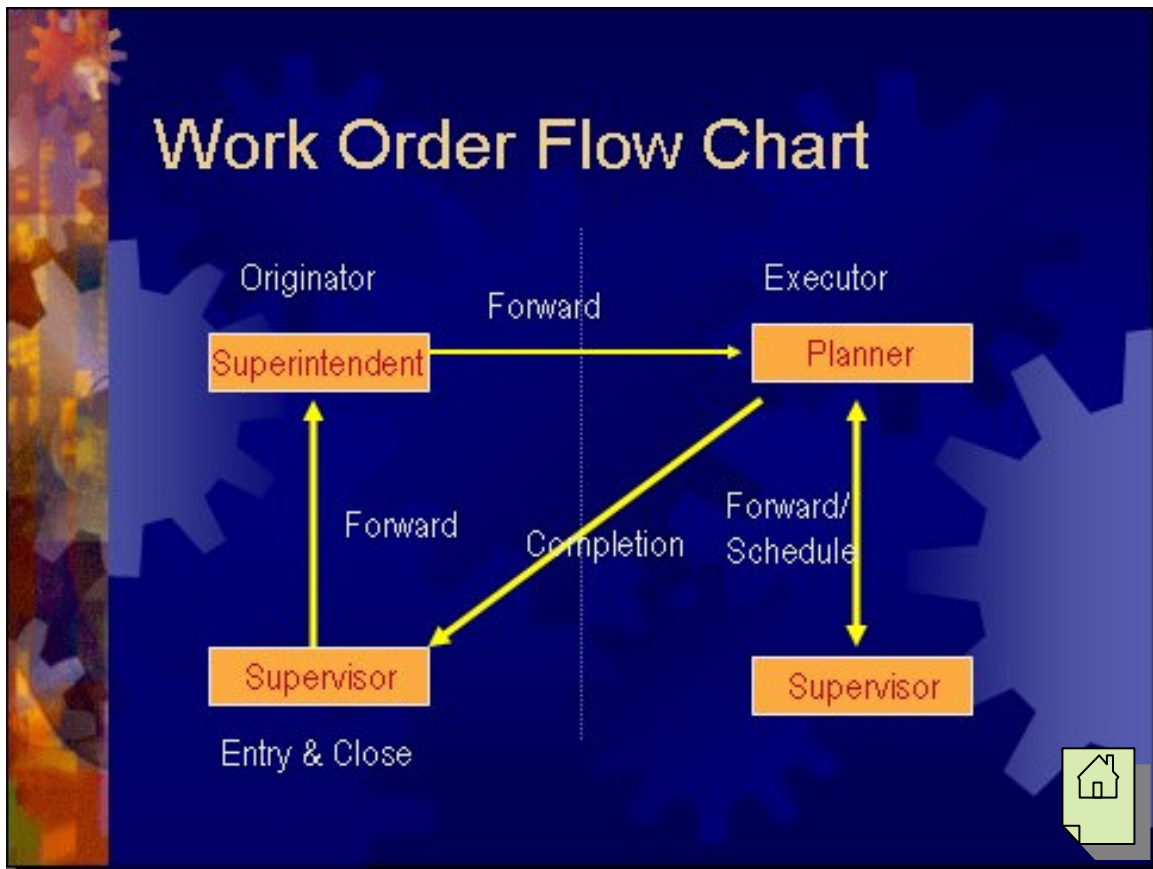 Work Order Flow Chart
Originator
Executor
Forward
Superintendent
Planner
Forward
Completion
Forward/
Schedule
Supervisor
Supervisor
Entry & Close